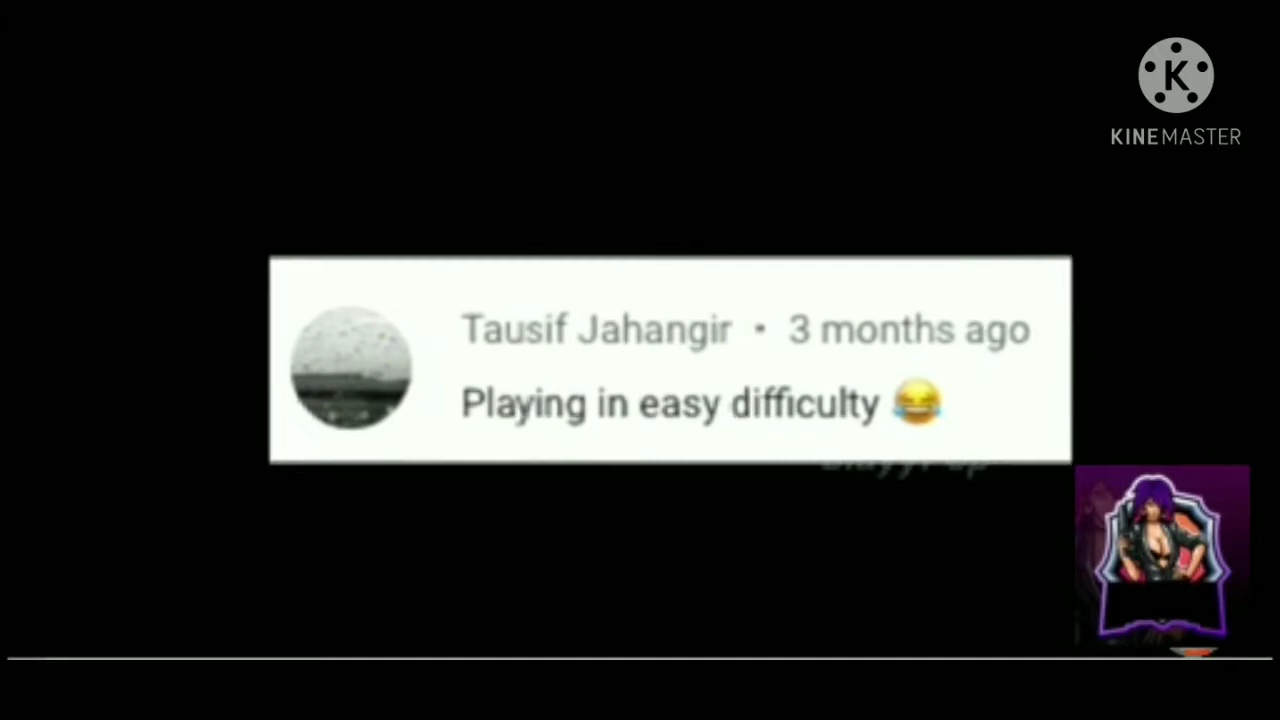 K
KINEMASTER
Tausif Jahangir • 3 months ago
Playing in easy difficulty 😂